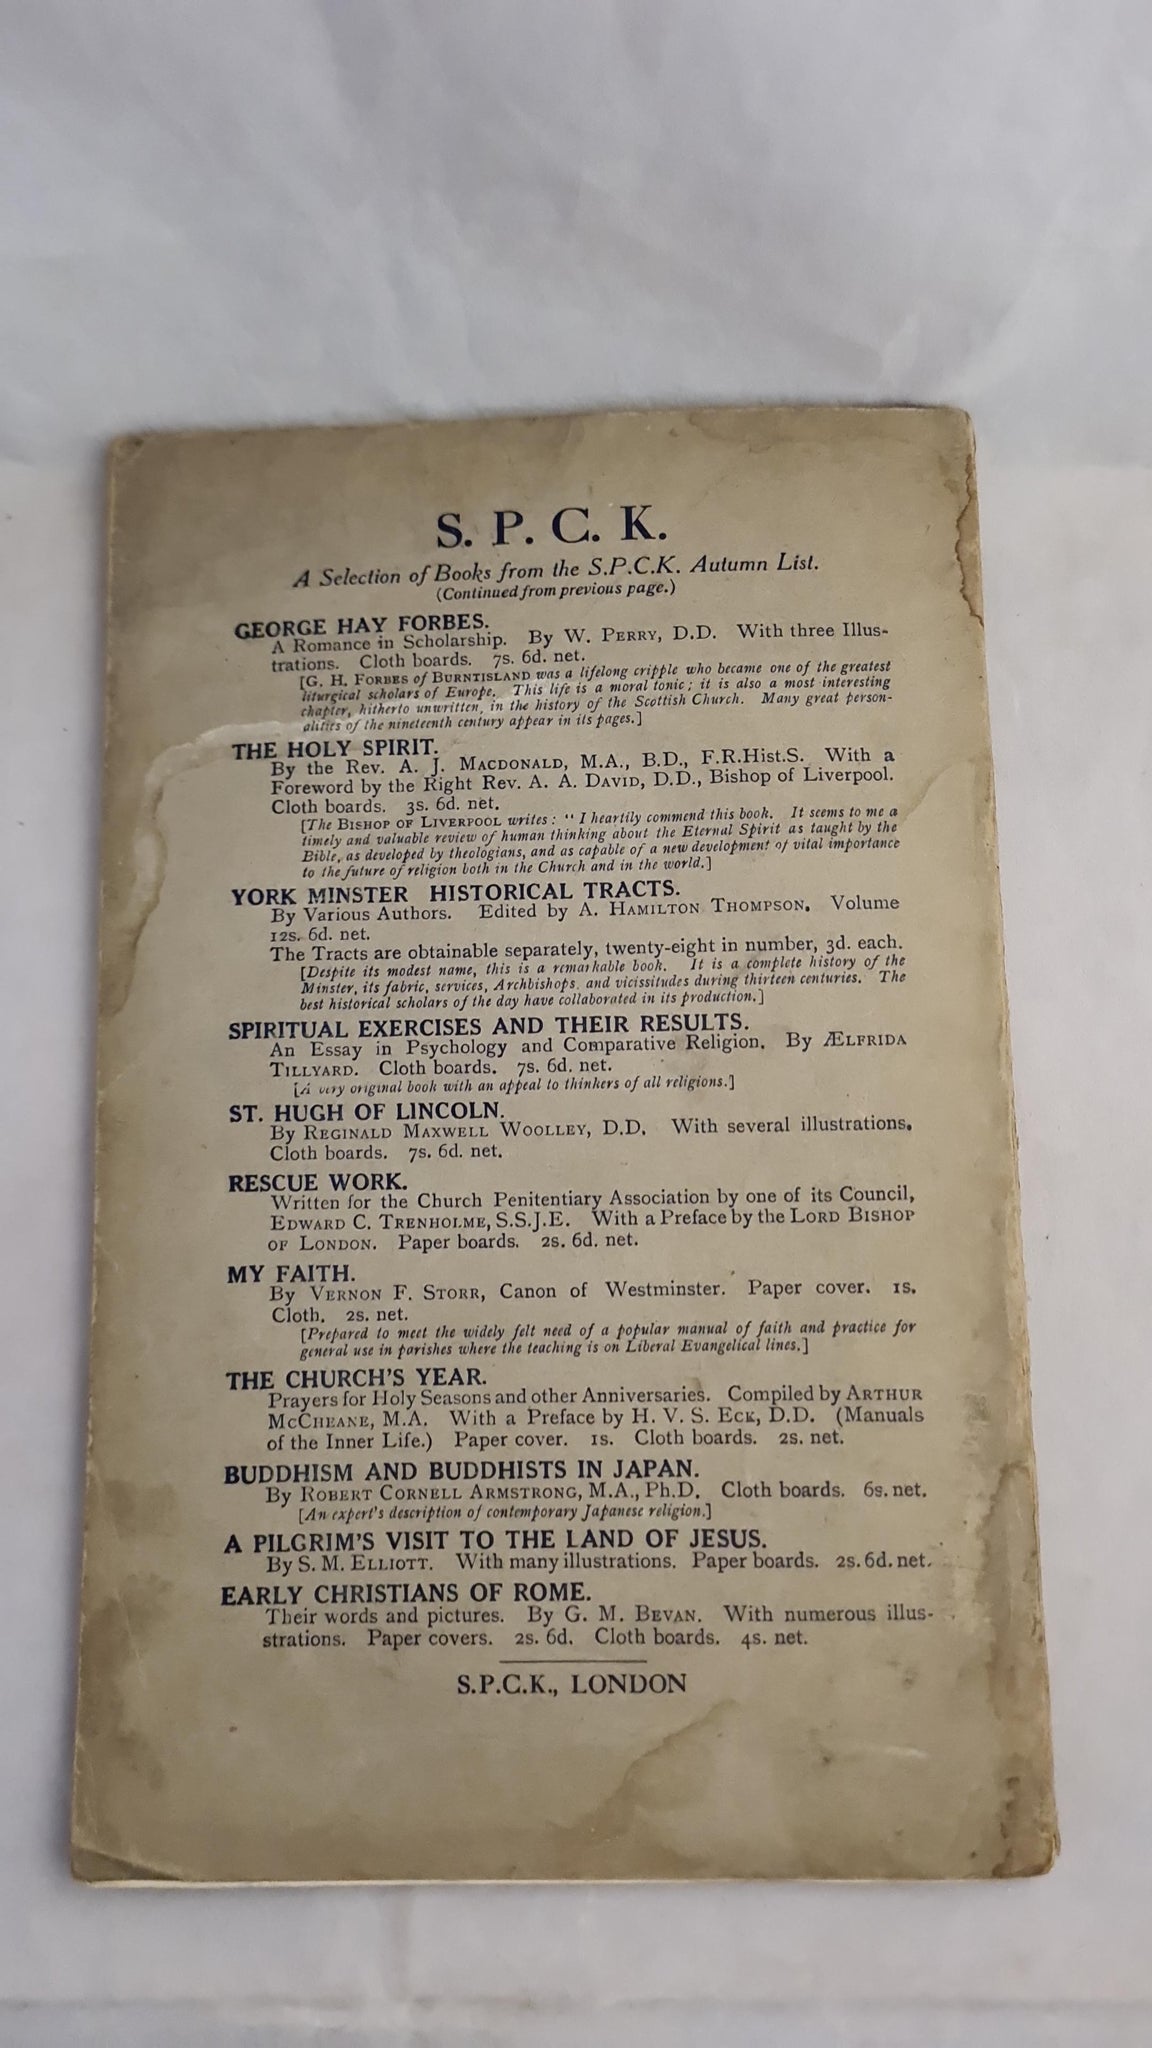 S. P. C. K.
A Selection of Books from the S.P.C.K. Autumn List.
(Continued from previous page.)
GEORGE HAY FORBES.
A Romance in Scholarship. By W. PERRY, D.D. With three Illus-
trations. Cloth boards. 7s. 6d. net.
[G. H. FORBES of BURNTISLAND was a lifelong cripple who became one of the greatest
liturgical scholars of Europe. This life is a moral tonic; it is also a most interesting
chapter, hitherto unwritten, in the history of the Scottish Church. Many great person-
alities of the nineteenth century appear in its pages.]
THE HOLY SPIRIT.
By the Rev. A. J. MACDONALD, M.A., B.D., F.R.Hist.S. With a
Foreword by the Right Rev. A. A. DAVID, D.D., Bishop of Liverpool.
Cloth boards. 3s. 6d. net.
[The BISHOP OF LIVERPOOL writes: "I heartily commend this book. It seems to me a
timely and valuable review of human thinking about the Eternal Spirit as taught by the
Bible, as developed by theologians, and as capable of a new development of vital importance
to the future of religion both in the Church and in the world.]
YORK MINSTER HISTORICAL TRACTS.
By Various Authors. Edited by A. HAMILTON THOMPSON. Volume
12s. 6d. net.
The Tracts are obtainable separately, twenty-eight in number, 3d. each.
[Despite its modest name, this is a remarkable book. It is a complete history of the
Minster, its fabric, services, Archbishops, and vicissitudes during thirteen centuries. The
best historical scholars of the day have collaborated in its production.]
SPIRITUAL EXERCISES AND THEIR RESULTS.
An Essay in Psychology and Comparative Religion. By ÆLFRIDA
TILLYARD. Cloth boards. 7s. 6d. net.
[A very original book with an appeal to thinkers of all religions.]
ST. HUGH OF LINCOLN.
By REGINALD MAXWELL WOOLLEY, D.D. With several illustrations.
Cloth boards. 7s. 6d. net.
RESCUE WORK.
Written for the Church Penitentiary Association by one of its Council,
EDWARD C. TRENHOLME, S.S.J.E. With a Preface by the LORD BISHOP
OF LONDON. Paper boards. 2s. 6d. net.
MY FAITH.
By VERNON F. STORR, Canon of Westminster. Paper cover. 1s.
Cloth. 2s. net.
[Prepared to meet the widely felt need of a popular manual of faith and practice for
general use in parishes where the teaching is on Liberal Evangelical lines.]
THE CHURCH'S YEAR.
Prayers for Holy Seasons and other Anniversaries. Compiled by ARTHUR
MCCHEANE, M.A. With a Preface by H. V. S. ECK, D.D. (Manuals
of the Inner Life.) Paper cover. 1s. Cloth boards. 2s. net.
BUDDHISM AND BUDDHISTS IN JAPAN.
By ROBERT CORNELL ARMSTRONG, M.A., Ph.D. Cloth boards. 6s. net.
[An expert's description of contemporary Japanese religion.]
A PILGRIM'S VISIT TO THE LAND OF JESUS.
By S. M. ELLIOTT. With many illustrations. Paper boards. 2s. 6d. net.
EARLY CHRISTIANS OF ROME.
Their words and pictures. By G. M. BEVAN. With numerous illus-
strations. Paper covers. 2s. 6d. Cloth boards. 4s. net.
S.P.C.K., LONDON